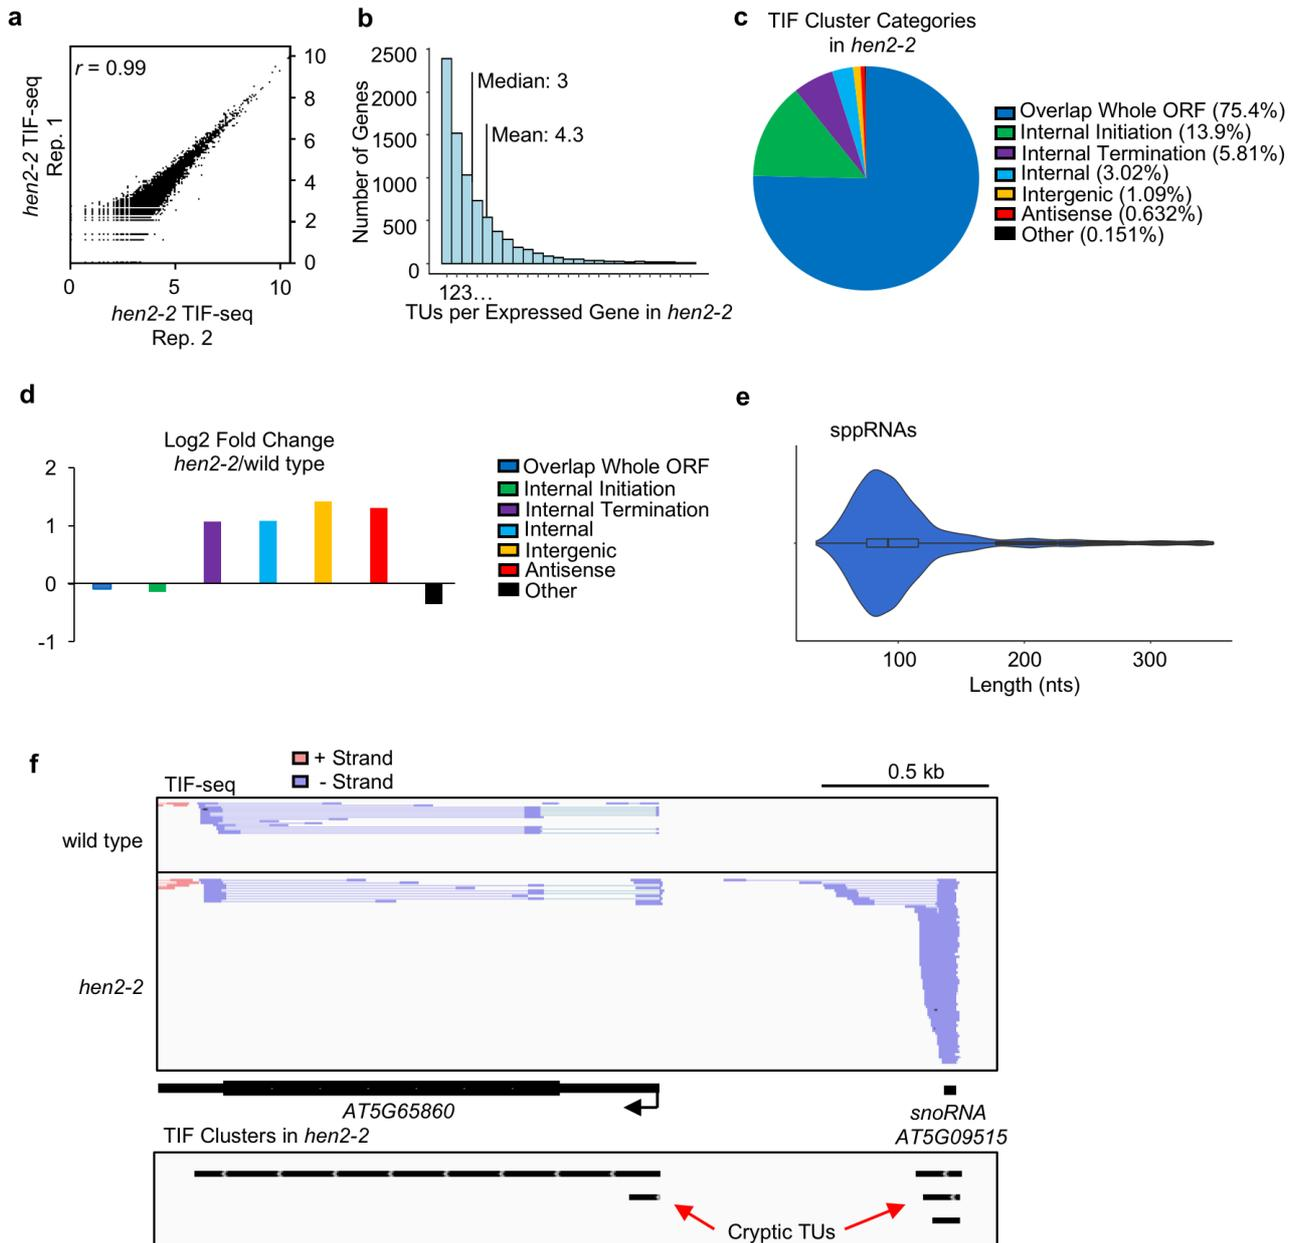 a
r = 0.99
hen2-2 TIF-seq
Rep. 1
10
8
6
4
2
0
0
5
10
hen2-2 TIF-seq
Rep. 2
b
Number of Genes
2500
2000
1500
1000
500
0
Median: 3
Mean: 4.3
123...
TUs per Expressed Gene in hen2-2
c
TIF Cluster Categories
in hen2-2
Overlap Whole ORF (75.4%)
Internal Initiation (13.9%)
Internal Termination (5.81%)
Internal (3.02%)
Intergenic (1.09%)
Antisense (0.632%)
Other (0.151%)
d
Log2 Fold Change
hen2-2/wild type
2
1
0
-1
Overlap Whole ORF
Internal Initiation
Internal Termination
Internal
Intergenic
Antisense
Other
e
sppRNAs
100
200
300
Length (nts)
f
TIF-seq
+ Strand
- Strand
0.5 kb
wild type
hen2-2
AT5G65860
snoRNA
AT5G09515
TIF Clusters in hen2-2
Cryptic TUs